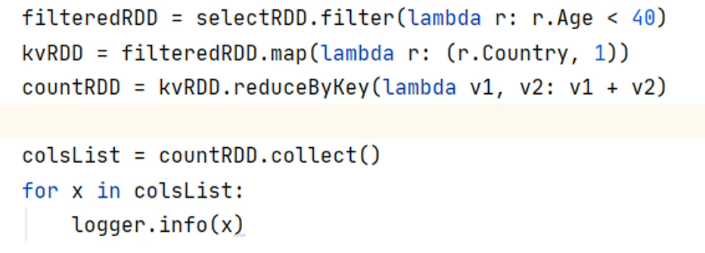 filteredRDD = selectRDD.filter(lambda r: r.Age < 40)
kvRDD = filteredRDD.map(lambda r: (r.Country, 1))
countRDD = kvRDD.reduceByKey(lambda v1, v2: v1 + v2)
colsList = countRDD.collect()
for x in colsList:
    logger.info(x)